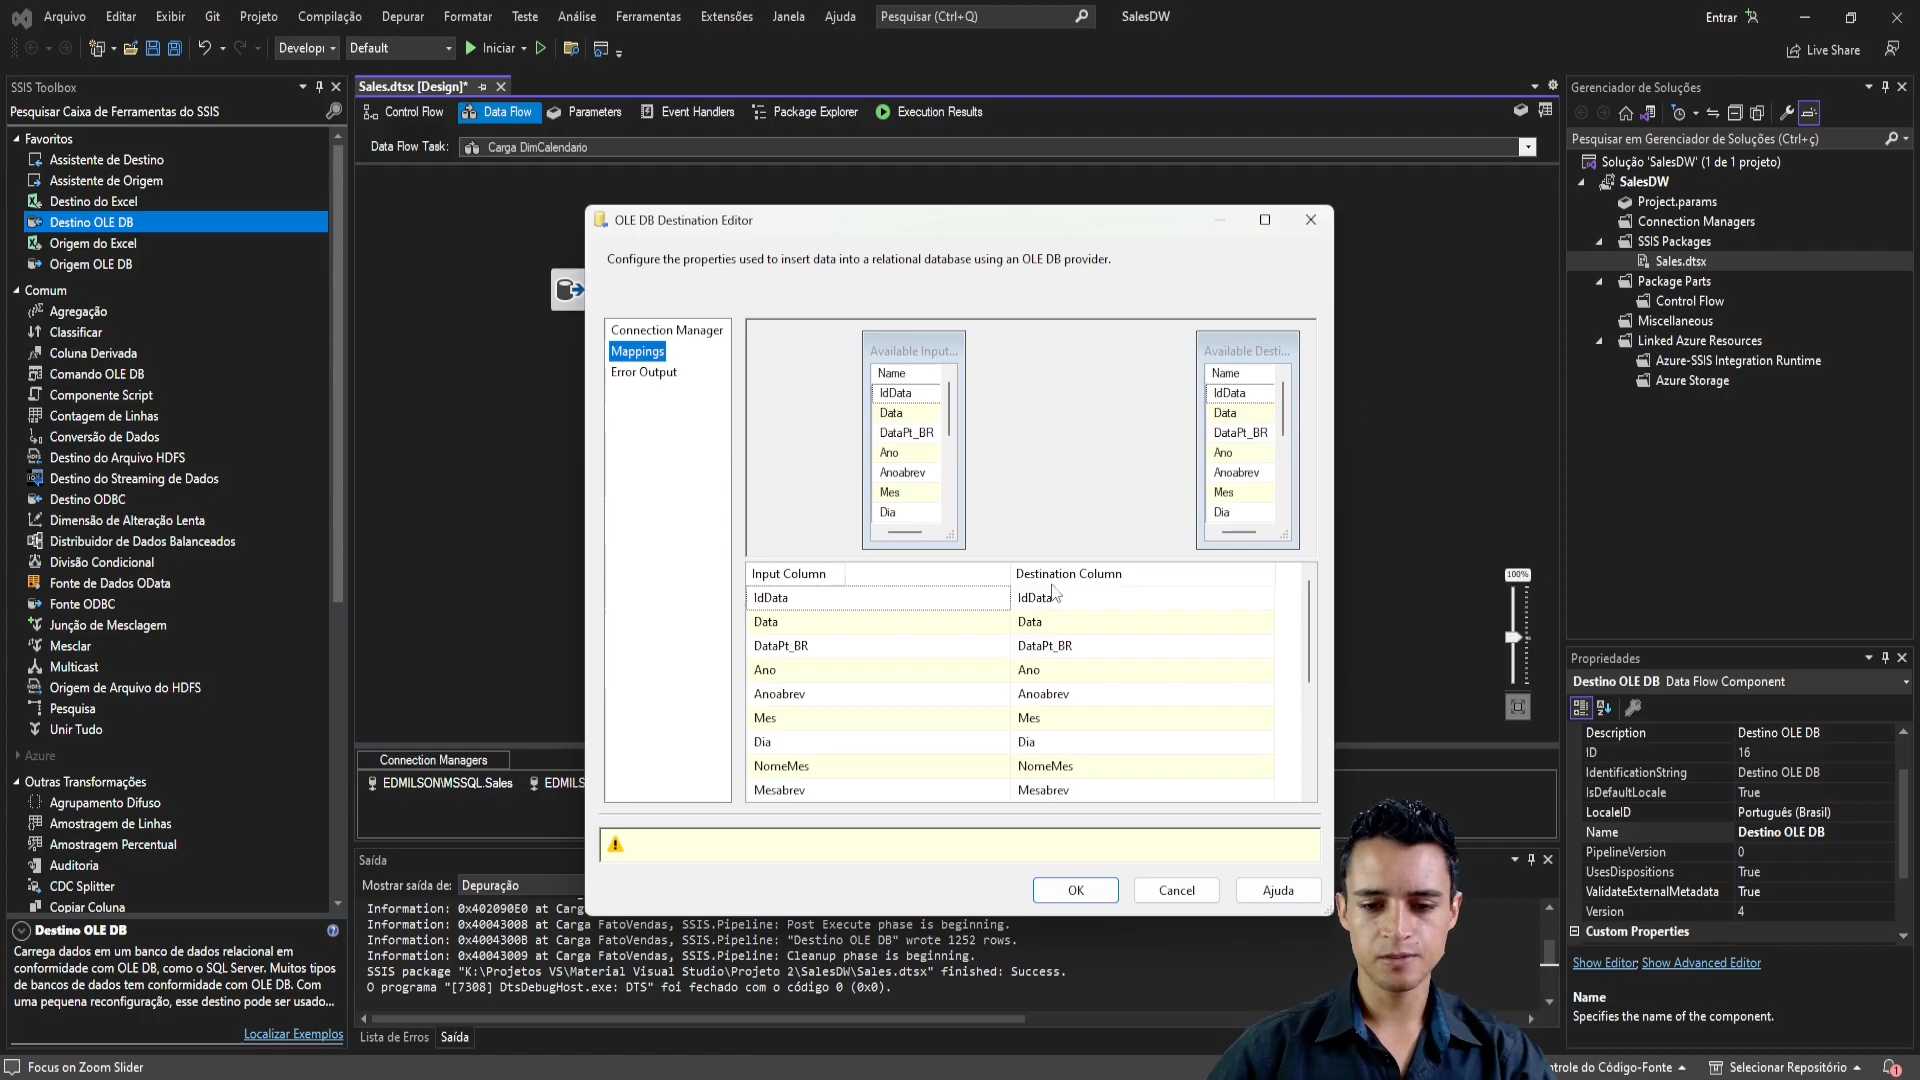 Arquivo Editar Exibir Git Projeto Compilação Depurar Formatar Teste Análise Ferramentas Extensões Janela Ajuda Pesquisar (Ctrl+Q) SalesDW Entrar
Developi Default Iniciar Live Share
SSIS Toolbox
Pesquisar Caixa de Ferramentas do SSIS
Favoritos
Assistente de Destino
Assistente de Origem
Destino do Excel
Destino OLE DB
Origem do Excel
Origem OLE DB
Comum
Agregação
Classificar
Coluna Derivada
Comando OLE DB
Componente Script
Contagem de Linhas
Conversão de Dados
Destino do Arquivo HDFS
Destino do Streaming de Dados
Destino ODBC
Dimensão de Alteração Lenta
Distribuidor de Dados Balanceados
Divisão Condicional
Fonte de Dados OData
Fonte ODBC
Junção de Mesclagem
Mesclar
Multicast
Origem de Arquivo do HDFS
Pesquisa
Unir Tudo
Azure
Outras Transformações
Agrupamento Difuso
Amostragem de Linhas
Amostragem Percentual
Auditoria
CDC Splitter
Copiar Coluna
Destino OLE DB
Carrega dados em um banco de dados relacional em
conformidade com OLE DB, como o SQL Server. Muitos tipos
de bancos de dados tem conformidade com OLE DB. Com
uma pequena reconfiguração, esse destino pode ser usado...
Localizar Exemplos
Sales.dtsx [Design]*
Control Flow Data Flow Parameters Event Handlers Package Explorer Execution Results
Data Flow Task: Carga DimCalendario
OLE DB Destination Editor
Configure the properties used to insert data into a relational database using an OLE DB provider.
Connection Manager
Mappings
Error Output
Available Input...
Name
IdData
Data
DataPt_BR
Ano
Anoabrev
Mes
Dia
Available Desti...
Name
IdData
Data
DataPt_BR
Ano
Anoabrev
Mes
Dia
Input Column Destination Column
IdData IdData
Data Data
DataPt_BR DataPt_BR
Ano Ano
Anoabrev Anoabrev
Mes Mes
Dia Dia
NomeMes NomeMes
Mesabrev Mesabrev
OK Cancel Ajuda
100%
Connection Managers
EDMILSON\MSSQL.Sales EDMILS
Saída
Mostrar saída de: Depuração
Information: 0x402090E0 at Carga
Information: 0x40043008 at Carga FatoVendas, SSIS.Pipeline: Post Execute phase is beginning.
Information: 0x4004300B at Carga FatoVendas, SSIS.Pipeline: "Destino OLE DB" wrote 1252 rows.
Information: 0x40043009 at Carga FatoVendas, SSIS.Pipeline: Cleanup phase is beginning.
SSIS package "K:\Projetos VS\Material Visual Studio\Projeto 2\SalesDW\Sales.dtsx" finished: Success.
O programa "[7308] DtsDebugHost.exe: DTS" foi fechado com o código 0 (0x0).
Lista de Erros Saída
Gerenciador de Soluções
Pesquisar em Gerenciador de Soluções (Ctrl+ç)
Solução 'SalesDW' (1 de 1 projeto)
SalesDW
Project.params
Connection Managers
SSIS Packages
Sales.dtsx
Package Parts
Control Flow
Miscellaneous
Linked Azure Resources
Azure-SSIS Integration Runtime
Azure Storage
Propriedades
Destino OLE DB Data Flow Component
Description Destino OLE DB
ID 16
IdentificationString Destino OLE DB
IsDefaultLocale True
LocaleID Português (Brasil)
Name Destino OLE DB
PipelineVersion 0
UsesDispositions True
ValidateExternalMetadata True
Version 4
Custom Properties
Show Editor, Show Advanced Editor
Name
Specifies the name of the component.
Focus on Zoom Slider
ntrole do Código-Fonte Selecionar Repositório 1